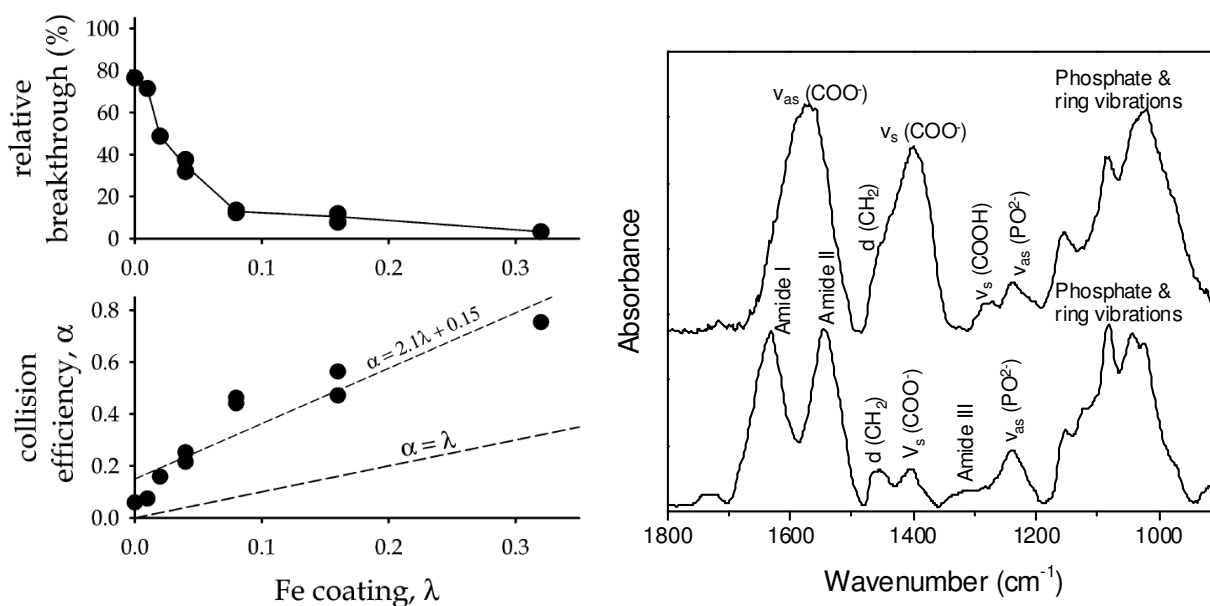 relative
breakthrough (%)
100
80
60
40
20
0
0.0
0.1
0.2
0.3
collision
efficiency, α
0.8
0.6
0.4
0.2
0.0
α = 2.1λ + 0.15
α = λ
0.0
0.1
0.2
0.3
Fe coating, λ
Absorbance
vas (COO-)
vs (COO-)
d (CH2)
vs (COOH)
vas (PO2-)
Phosphate &
ring vibrations
Amide I
Amide II
d (CH2)
Vs (COO-)
Amide III
vas (PO2-)
Phosphate &
ring vibrations
1800
1600
1400
1200
1000
Wavenumber (cm-1)